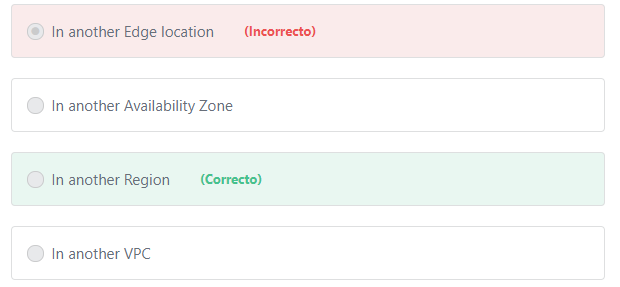 In another Edge location (Incorrecto)
In another Availability Zone
In another Region (Correcto)
In another VPC